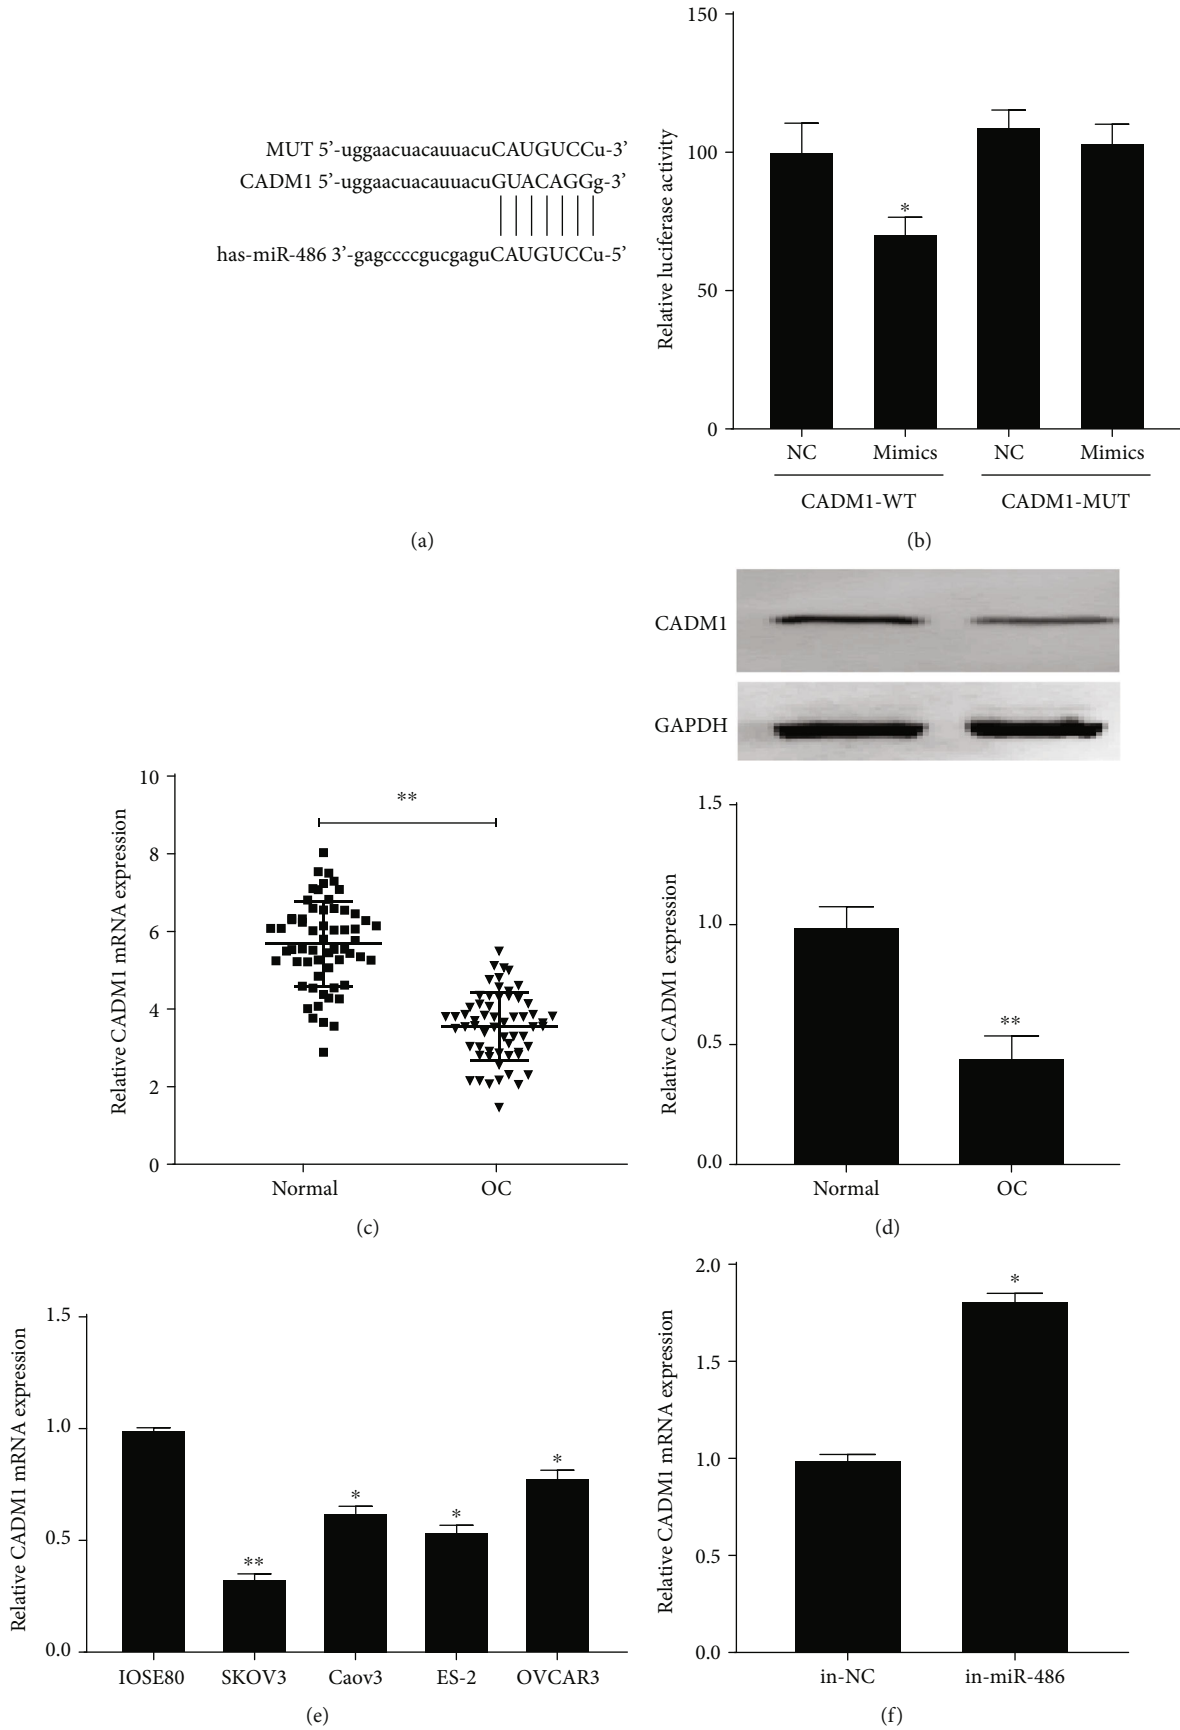 MUT 5’-uggaacuacauuacuCAUGUCCu-3’
CADM1 5’-uggaacuacauuacuGUACAGGg-3’
has-miR-486 3’-gagccccgucgaguCAUGUCCu-5’
(a)
Relative luciferase activity
150
100
50
0
*
NC Mimics NC Mimics
CADM1-WT CADM1-MUT
(b)
Relative CADM1 mRNA expression
10
8
6
4
2
0
**
Normal OC
(c)
CADM1
GAPDH
Relative CADM1 expression
1.5
1.0
0.5
0.0
**
Normal OC
(d)
Relative CADM1 mRNA expression
1.5
1.0
0.5
0.0
** * * *
IOSE80 SKOV3 Caov3 ES-2 OVCAR3
(e)
Relative CADM1 mRNA expression
2.0
1.5
1.0
0.5
0.0
*
in-NC in-miR-486
(f)